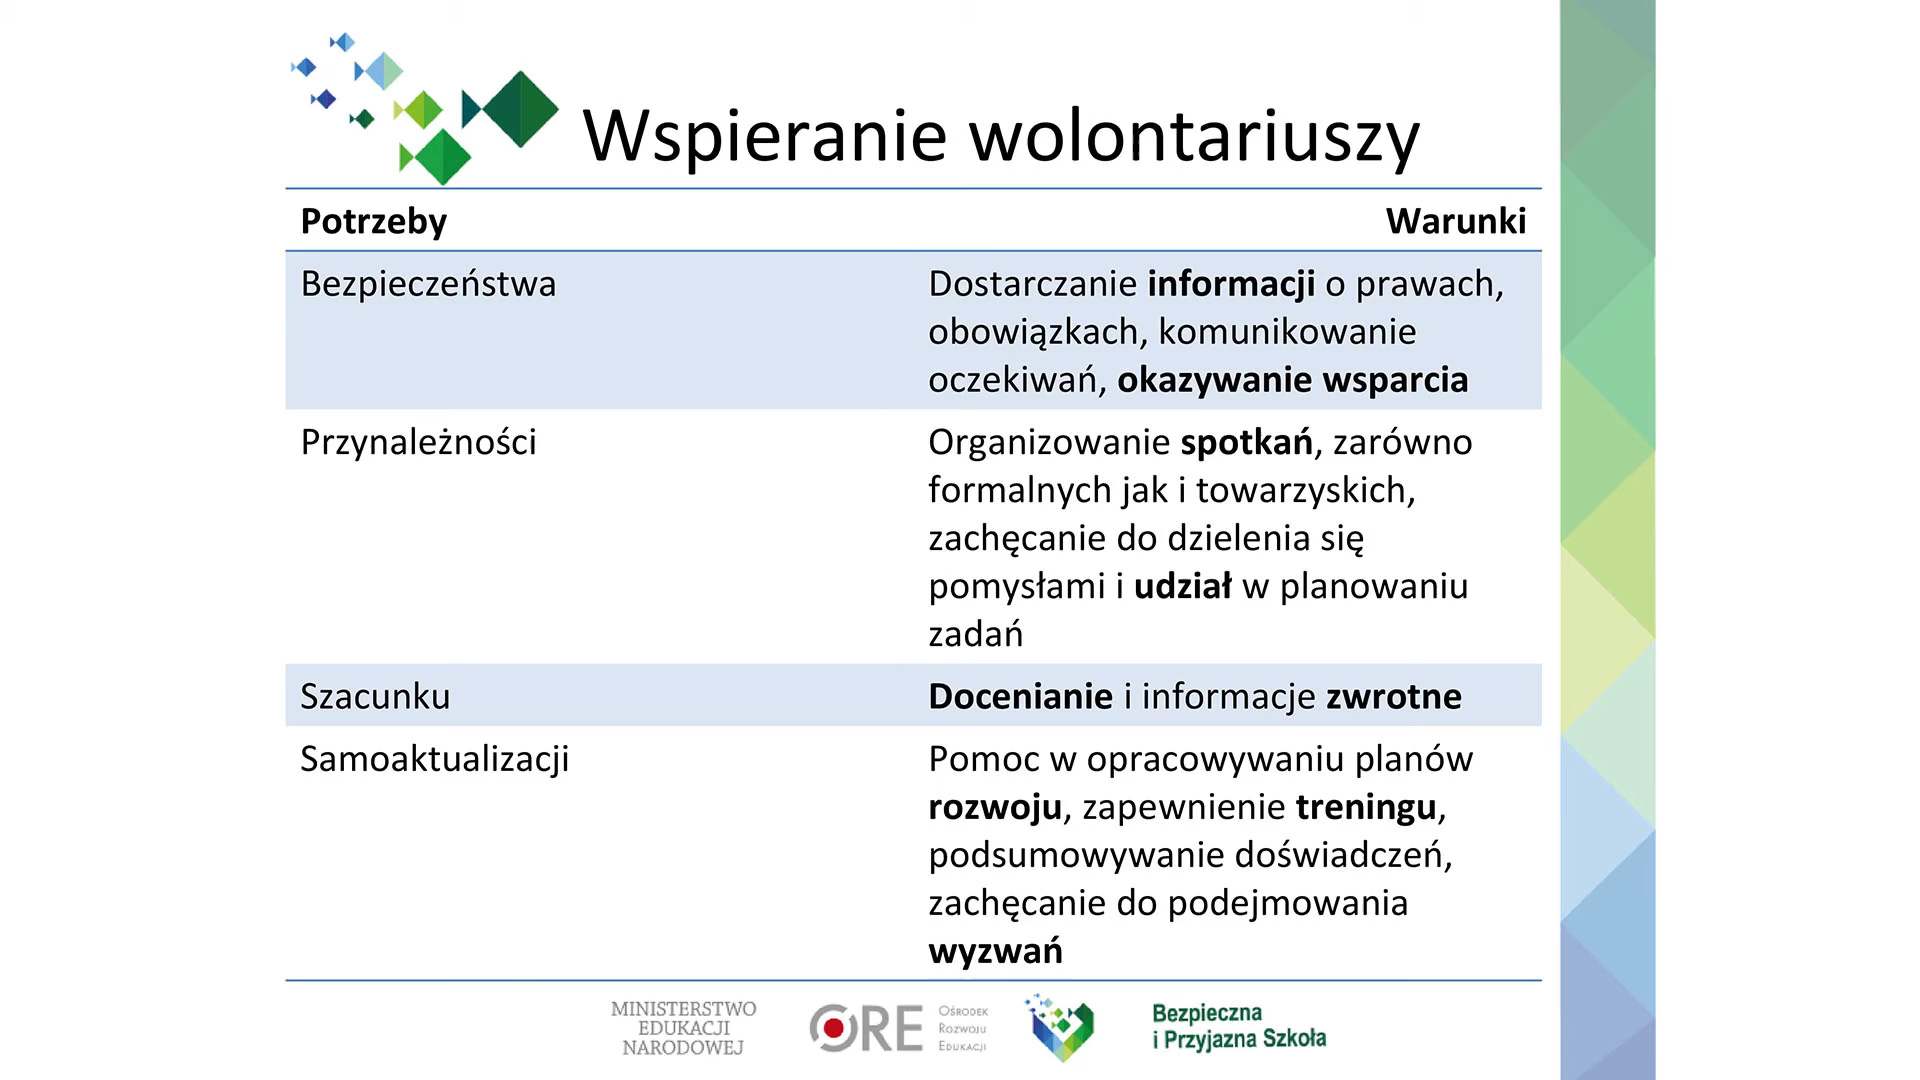 Wspieranie wolontariuszy
Potrzeby
Warunki
Bezpieczeństwa
Dostarczanie informacji o prawach,
obowiązkach, komunikowanie
oczekiwań, okazywanie wsparcia
Przynależności
Organizowanie spotkań, zarówno
formalnych jak i towarzyskich,
zachęcanie do dzielenia się
pomysłami i udział w planowaniu
zadań
Szacunku
Docenianie i informacje zwrotne
Samoaktualizacji
Pomoc w opracowywaniu planów
rozwoju, zapewnienie treningu,
podsumowywanie doświadczeń,
zachęcanie do podejmowania
wyzwań
MINISTERSTWO
EDUKACJI
NARODOWEJ
ORE
Ośrodek
Rozwoju
Edukacji
Bezpieczna
i Przyjazna Szkoła